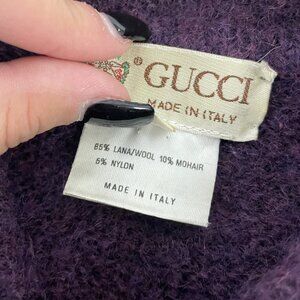 ® GUCCI
MADE IN ITALY
85% LANA/WOOL 10% MOHAIR
5% NYLON
MADE IN ITALY